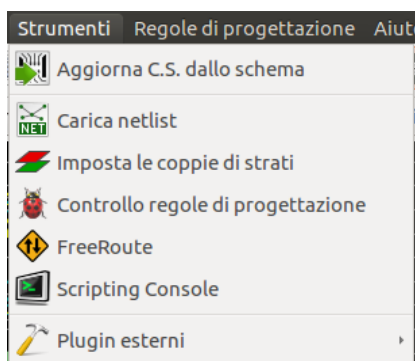 Strumenti Regole di progettazione Aiut
Aggiorna C.S. dallo schema
NET Carica netlist
Imposta le coppie di strati
Controllo regole di progettazione
FreeRoute
Scripting Console
Plugin esterni